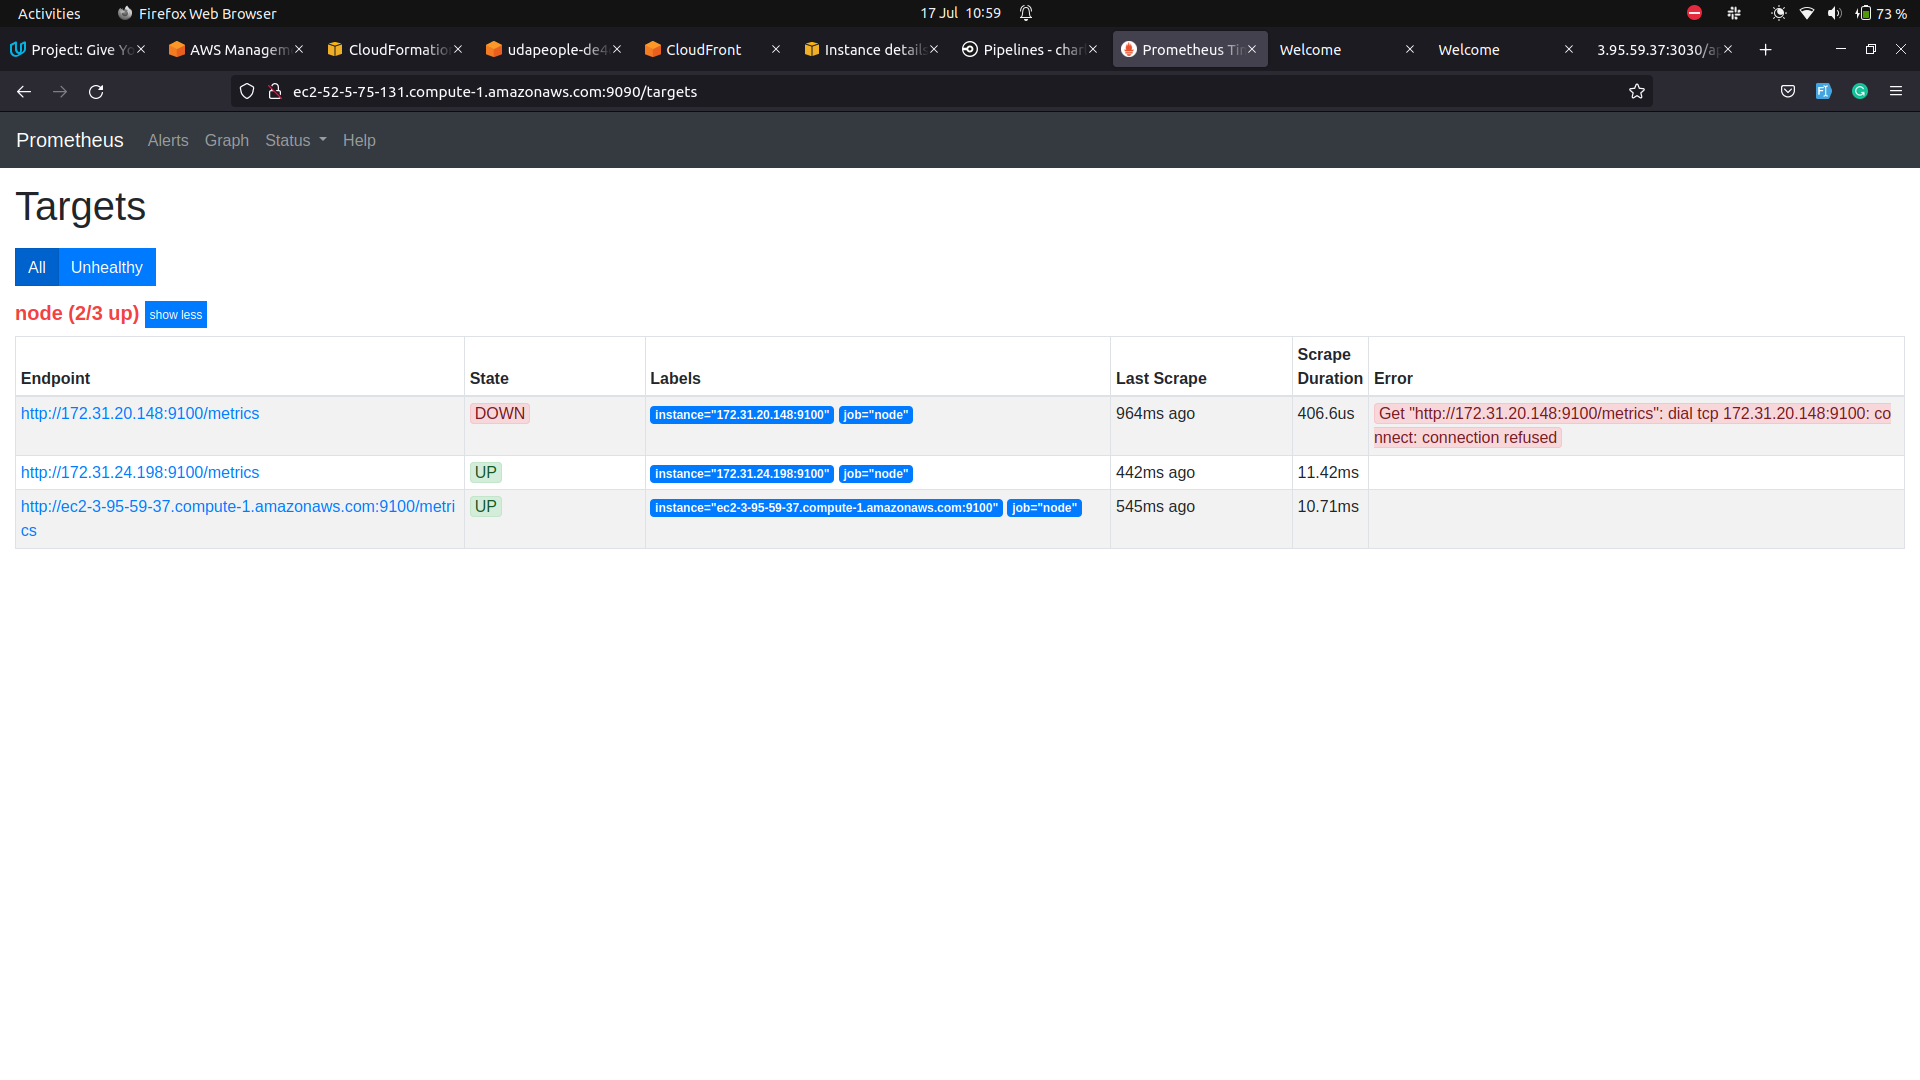 Activities Firefox Web Browser 17 Jul 10:59 73 %
Project: Give Yo AWS Managem CloudFormatio udapeople-de4 CloudFront Instance details Pipelines - char Prometheus Tim Welcome Welcome 3.95.59.37:3030/ap
ec2-52-5-75-131.compute-1.amazonaws.com:9090/targets
Prometheus Alerts Graph Status Help
Targets
All Unhealthy
node (2/3 up) show less
Endpoint State Labels Last Scrape Scrape Duration Error
http://172.31.20.148:9100/metrics DOWN instance="172.31.20.148:9100" job="node" 964ms ago 406.6us Get "http://172.31.20.148:9100/metrics": dial tcp 172.31.20.148:9100: co
nnect: connection refused
http://172.31.24.198:9100/metrics UP instance="172.31.24.198:9100" job="node" 442ms ago 11.42ms
http://ec2-3-95-59-37.compute-1.amazonaws.com:9100/metri UP instance="ec2-3-95-59-37.compute-1.amazonaws.com:9100" job="node" 545ms ago 10.71ms
cs